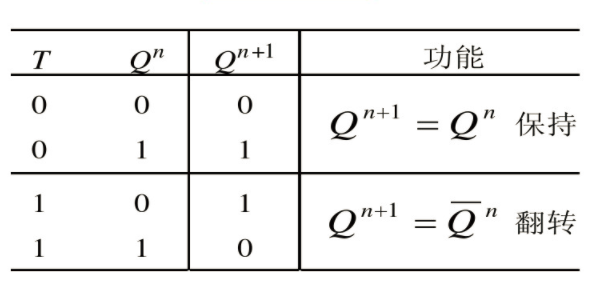 T Qⁿ Qⁿ⁺¹ 功能
0 0 0
Qⁿ⁺¹ = Qⁿ 保持
0 1 1
1 0 1
Qⁿ⁺¹ = Q̅ⁿ 翻转
1 1 0